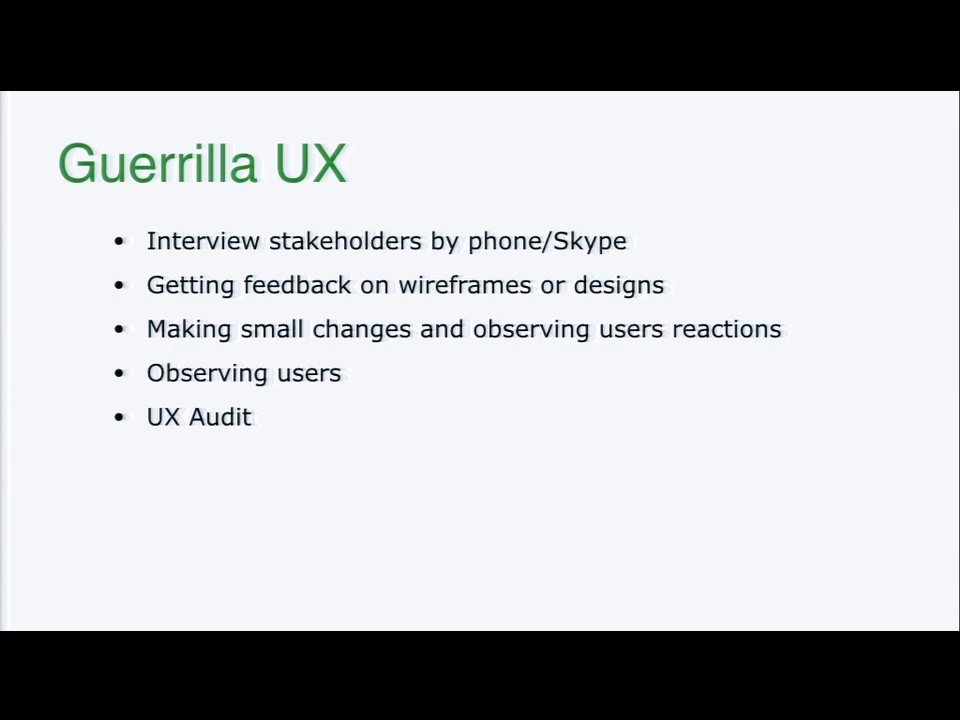 Guerrilla UX
• Interview stakeholders by phone/Skype
• Getting feedback on wireframes or designs
• Making small changes and observing users reactions
• Observing users
• UX Audit